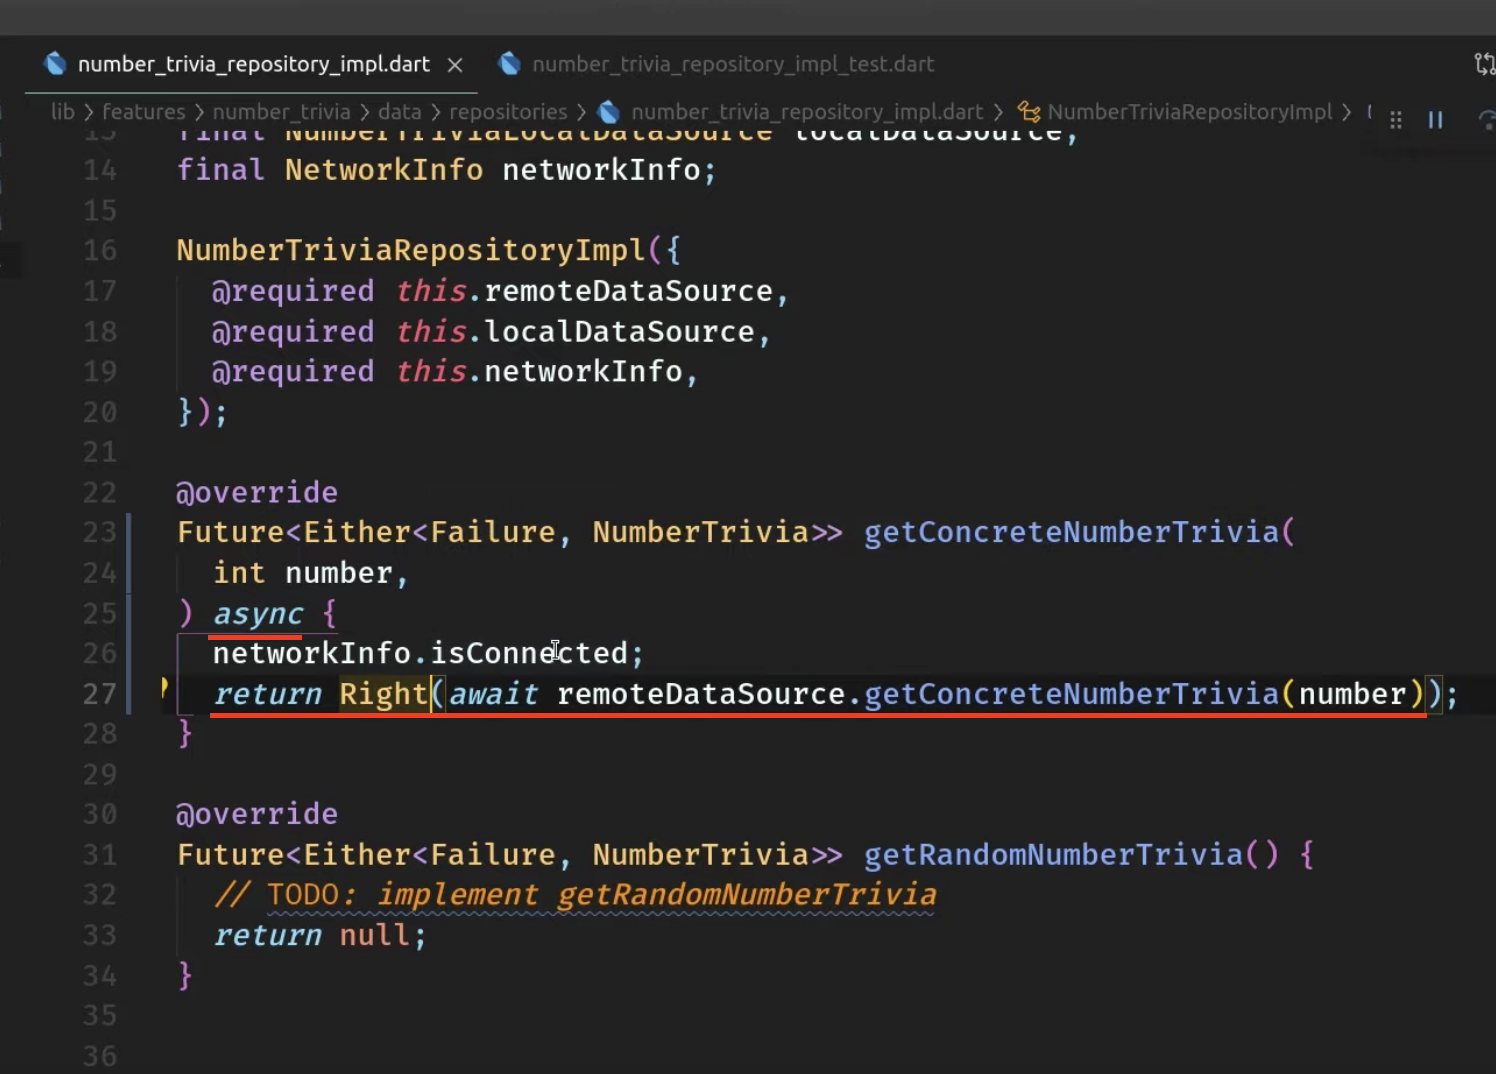 number_trivia_repository_impl.dart
number_trivia_repository_impl_test.dart
lib > features > number_trivia > data > repositories > number_trivia_repository_impl.dart > NumberTriviaRepositoryImpl >
13 final NumberTriviaLocalDataSource localDataSource;
14 final NetworkInfo networkInfo;
15
16 NumberTriviaRepositoryImpl({
17 @required this.remoteDataSource,
18 @required this.localDataSource,
19 @required this.networkInfo,
20 });
21
22 @override
23 Future<Either<Failure, NumberTrivia>> getConcreteNumberTrivia(
24 int number,
25 ) async {
26 networkInfo.isConnected;
27 return Right(await remoteDataSource.getConcreteNumberTrivia(number));
28 }
29
30 @override
31 Future<Either<Failure, NumberTrivia>> getRandomNumberTrivia() {
32 // TODO: implement getRandomNumberTrivia
33 return null;
34 }
35
36